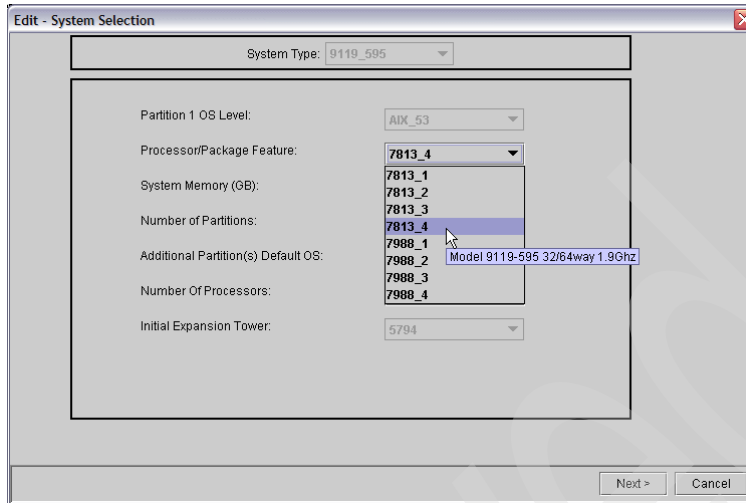 Edit - System Selection
System Type: 9119_595
Partition 1 OS Level: AIX_53
Processor/Package Feature: 7813_4
7813_1
System Memory (GB): 7813_2
7813_3
Number of Partitions: 7813_4
7988_1
Additional Partition(s) Default OS: 7988_2 Model 9119-595 32/64way 1.9Ghz
7988_3
Number Of Processors: 7988_4
Initial Expansion Tower: 5794
Next > Cancel